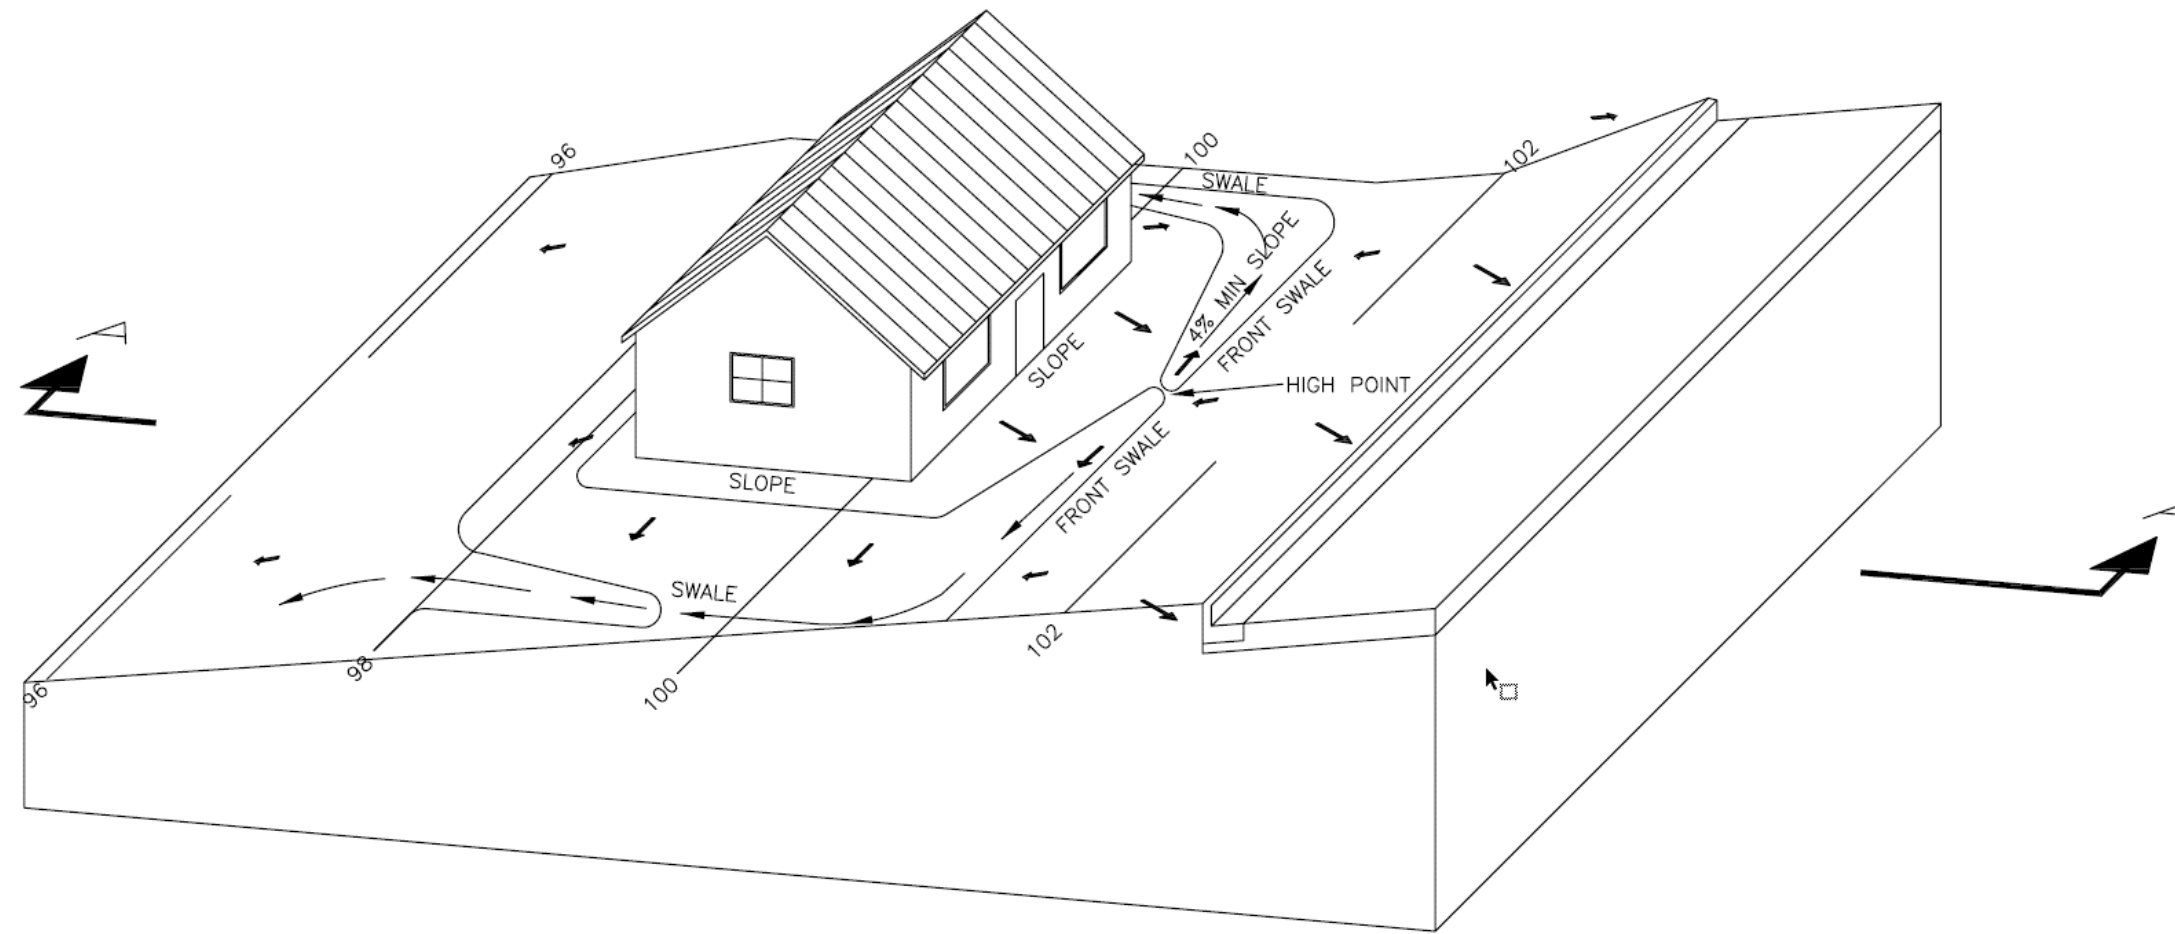 96
100
102
SWALE
4% MIN SLOPE
FRONT SWALE
A
SLOPE
HIGH POINT
FRONT SWALE
SLOPE
A
SWALE
102
98
100
96